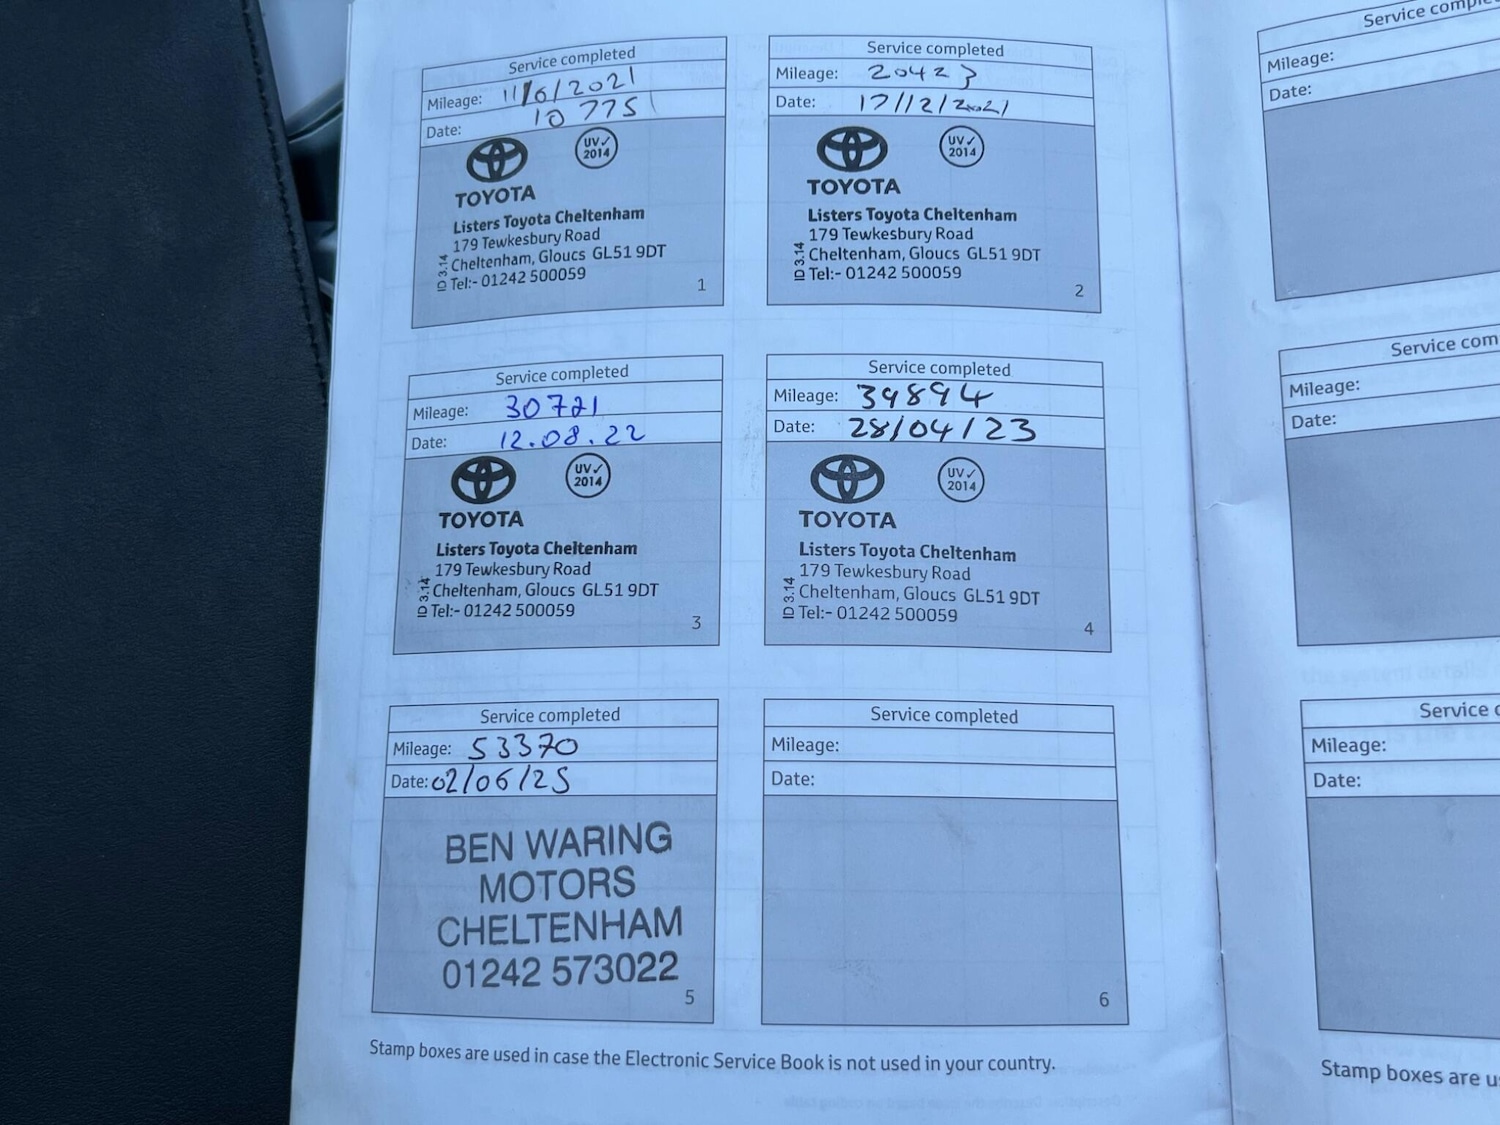 Service completed
Mileage: 11/6/2021
Date: 10775
UV✓
2014
TOYOTA
Listers Toyota Cheltenham
179 Tewkesbury Road
Cheltenham, Gloucs GL51 9DT
Tel:- 01242 500059
ID 3.14
1
Service completed
Mileage: 20423
Date: 17/12/2021
UV✓
2014
TOYOTA
Listers Toyota Cheltenham
179 Tewkesbury Road
Cheltenham, Gloucs GL51 9DT
Tel:- 01242 500059
ID 3.14
2
Service completed
Mileage: 30721
Date: 12.08.22
UV✓
2014
TOYOTA
Listers Toyota Cheltenham
179 Tewkesbury Road
Cheltenham, Gloucs GL51 9DT
Tel:- 01242 500059
ID 3.14
3
Service completed
Mileage: 39894
Date: 28/04/23
UV✓
2014
TOYOTA
Listers Toyota Cheltenham
179 Tewkesbury Road
Cheltenham, Gloucs GL51 9DT
Tel:- 01242 500059
ID 3.14
4
Service completed
Mileage: 53370
Date: 02/06/25
BEN WARING
MOTORS
CHELTENHAM
01242 573022
5
Service completed
Mileage:
Date:
6
Stamp boxes are used in case the Electronic Service Book is not used in your country.
Service comple
Mileage:
Date:
Service com
Mileage:
Date:
Service c
Mileage:
Date:
Stamp boxes are u